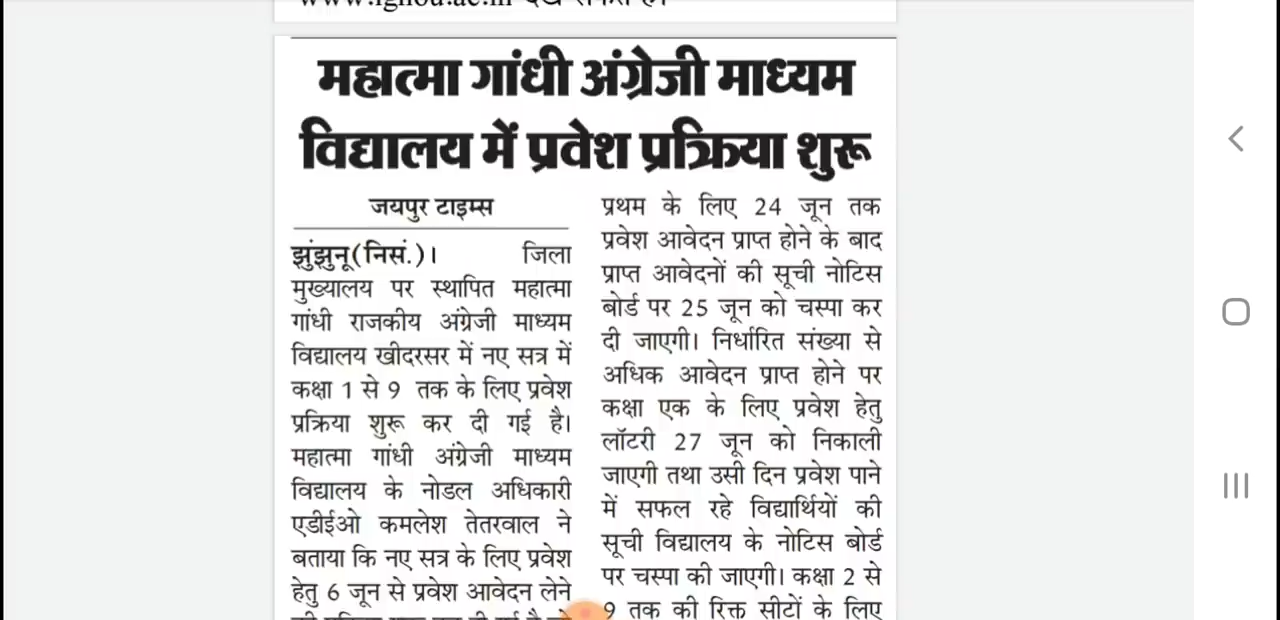 महात्मा गांधी अंग्रेजी माध्यम
विद्यालय में प्रवेश प्रक्रिया शुरू
जयपुर टाइम्स
झुंझुनू(निसं.)। जिला
मुख्यालय पर स्थापित महात्मा
गांधी राजकीय अंग्रेजी माध्यम
विद्यालय खीदरसर में नए सत्र में
कक्षा 1 से 9 तक के लिए प्रवेश
प्रक्रिया शुरू कर दी गई है।
महात्मा गांधी अंग्रेजी माध्यम
विद्यालय के नोडल अधिकारी
एडीईओ कमलेश तेतरवाल ने
बताया कि नए सत्र के लिए प्रवेश
हेतु 6 जून से प्रवेश आवेदन लेने
प्रथम के लिए 24 जून तक
प्रवेश आवेदन प्राप्त होने के बाद
प्राप्त आवेदनों की सूची नोटिस
बोर्ड पर 25 जून को चस्पा कर
दी जाएगी। निर्धारित संख्या से
अधिक आवेदन प्राप्त होने पर
कक्षा एक के लिए प्रवेश हेतु
लॉटरी 27 जून को निकाली
जाएगी तथा उसी दिन प्रवेश पाने
में सफल रहे विद्यार्थियों की
सूची विद्यालय के नोटिस बोर्ड
पर चस्पा की जाएगी। कक्षा 2 से
9 तक की रिक्त सीटों के लिए